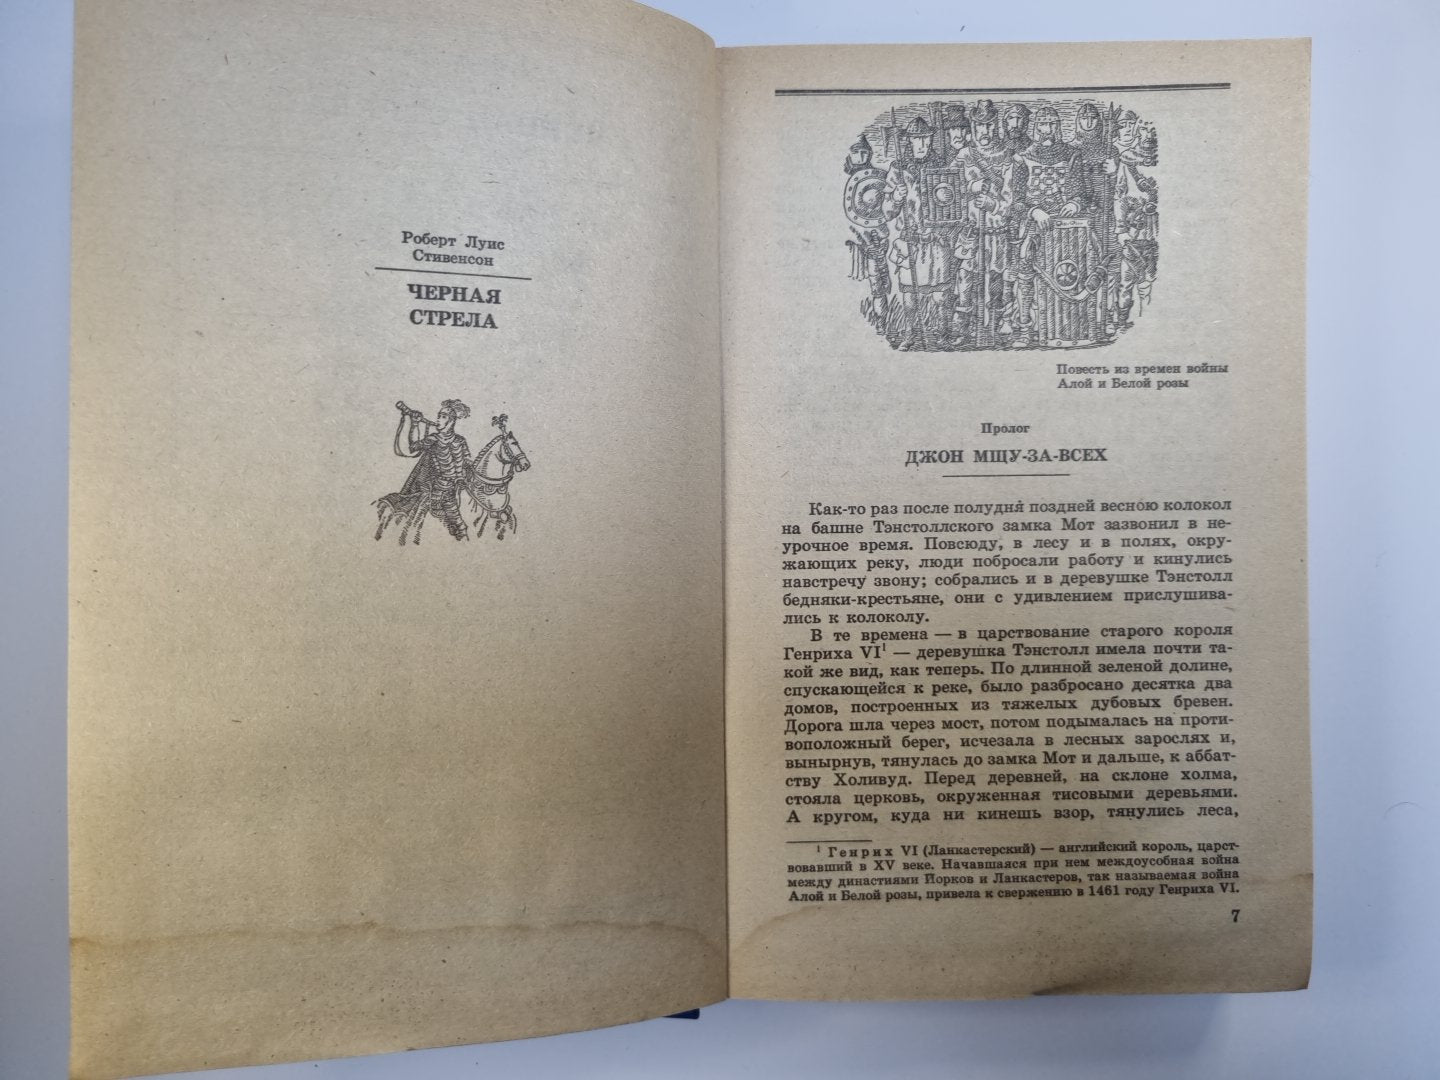 Роберт Луис
Стивенсон
ЧЕРНАЯ
СТРЕЛА
Повесть из времен войны
Алой и Белой розы
Пролог
ДЖОН МЩУ-ЗА-ВСЕХ
Как-то раз после полудня поздней весною колокол
на башне Тэнстоллского замка Мот зазвонил в не-
урочное время. Повсюду, в лесу и в полях, окру-
жающих реку, люди побросали работу и кинулись
навстречу звону; собрались и в деревушке Тэнстолл
бедняки-крестьяне, они с удивлением прислушива-
лись к колоколу.
В те времена — в царствование старого короля
Генриха VI¹ — деревушка Тэнстолл имела почти та-
кой же вид, как теперь. По длинной зеленой долине,
спускающейся к реке, было разбросано десятка два
домов, построенных из тяжелых дубовых бревен.
Дорога шла через мост, потом подымалась на проти-
воположный берег, исчезала в лесных зарослях и,
вынырнув, тянулась до замка Мот и дальше, к аббат-
ству Холивуд. Перед деревней, на склоне холма,
стояла церковь, окруженная тисовыми деревьями.
А кругом, куда ни кинешь взор, тянулись леса,
¹ Генрих VI (Ланкастерский) — английский король, царст-
вовавший в XV веке. Начавшаяся при нем междоусобная война
между династиями Йорков и Ланкастеров, так называемая война
Алой и Белой розы, привела к свержению в 1461 году Генриха VI.
7